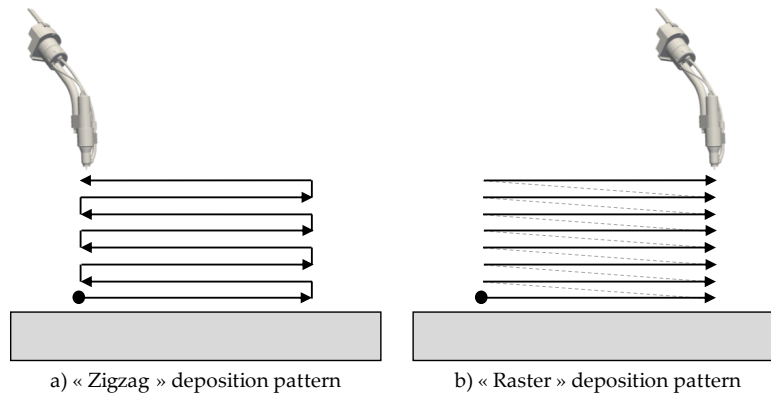 a) « Zigzag » deposition pattern
b) « Raster » deposition pattern